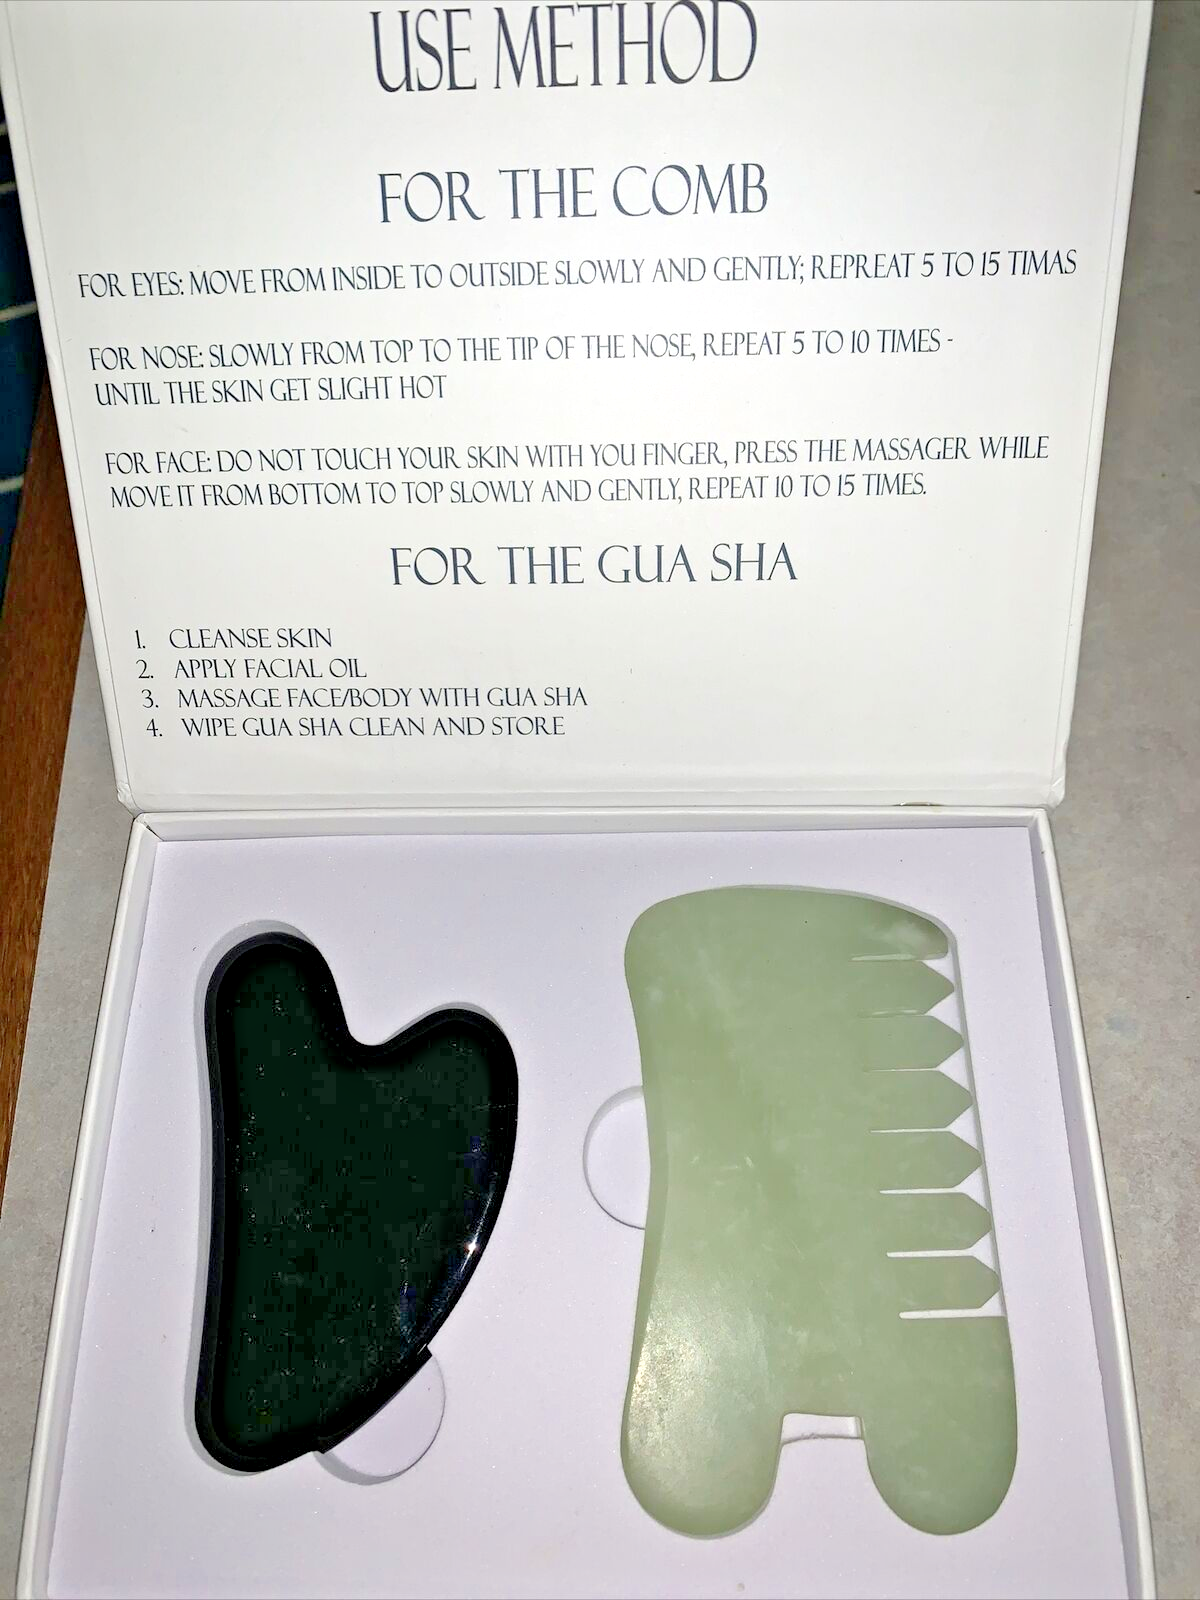 USE METHOD
FOR THE COMB
FOR EYES: MOVE FROM INSIDE TO OUTSIDE SLOWLY AND GENTLY; REPREAT 5 TO 15 TIMAS
FOR NOSE: SLOWLY FROM TOP TO THE TIP OF THE NOSE, REPEAT 5 TO 10 TIMES -
UNTIL THE SKIN GET SLIGHT HOT
FOR FACE: DO NOT TOUCH YOUR SKIN WITH YOU FINGER, PRESS THE MASSAGER WHILE
MOVE IT FROM BOTTOM TO TOP SLOWLY AND GENTLY, REPEAT 10 TO 15 TIMES.
FOR THE GUA SHA
1. CLEANSE SKIN
2. APPLY FACIAL OIL
3. MASSAGE FACE/BODY WITH GUA SHA
4. WIPE GUA SHA CLEAN AND STORE